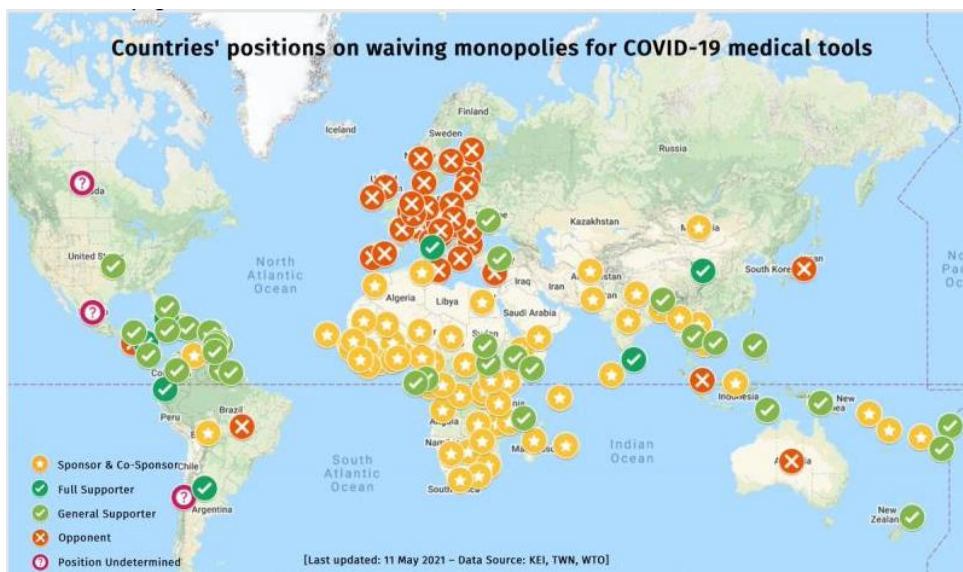 Countries' positions on waiving monopolies for COVID-19 medical tools
Iceland
Finland
Sweden
Russia
Kazakhstan
United
North
Atlantic
Ocean
South Korea
Iraq
Iran
Algeria
Libya
Saudi Arabia
Sudan
Brazil
Peru
Indonesia
New
Indian
Ocean
South
Atlantic
Ocean
Chile
Argentina
New
Sponsor & Co-Sponsor
Full Supporter
General Supporter
Opponent
Position Undetermined
[Last updated: 11 May 2021 – Data Source: KEI, TWN, WTO]